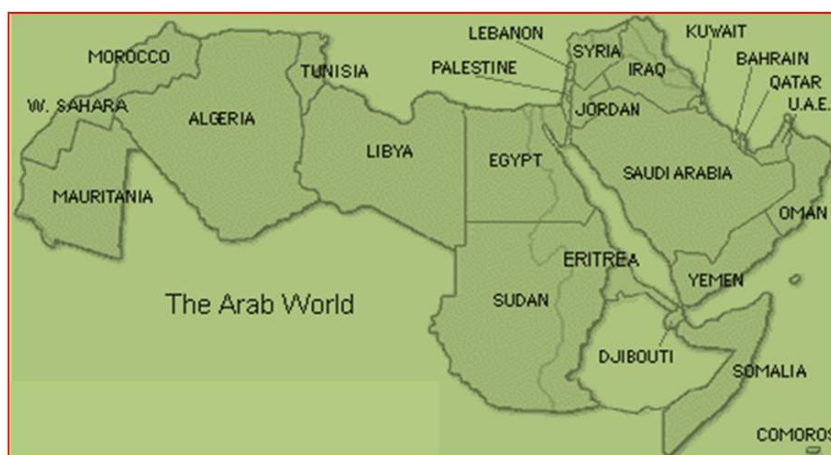 LEBANON
KUWAIT
MOROCCO
SYRIA
BAHRAIN
TUNISIA
PALESTINE
IRAQ
QATAR
W. SAHARA
ALGERIA
JORDAN
U.A.E.
LIBYA
EGYPT
SAUDI ARABIA
MAURITANIA
OMAN
ERITREA
YEMEN
The Arab World
SUDAN
DJIBOUTI
SOMALIA
COMOROS